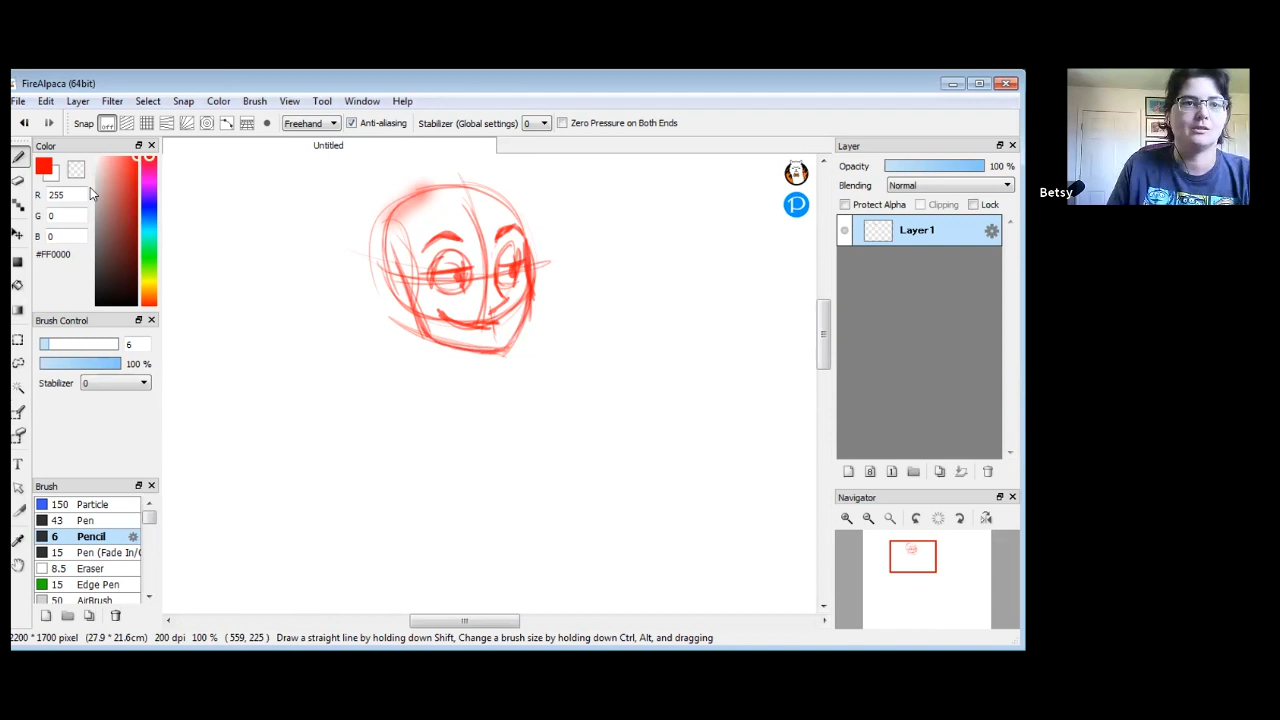 FireAlpaca (64bit)
File Edit Layer Filter Select Snap Color Brush View Tool Window Help
Snap off Freehand Anti-aliasing Stabilizer (Global settings) 0 Zero Pressure on Both Ends
Color
R 255
G 0
B 0
#FF0000
Brush Control
6
100 %
Stabilizer 0
Brush
150 Particle
43 Pen
6 Pencil
15 Pen (Fade In/O
8.5 Eraser
15 Edge Pen
50 AirBrush
Untitled
Layer
Opacity 100 %
Blending Normal
Protect Alpha Clipping Lock
Layer1
8 1
Navigator
2200 * 1700 pixel (27.9 * 21.6cm) 200 dpi 100 % ( 559, 225 ) Draw a straight line by holding down Shift, Change a brush size by holding down Ctrl, Alt, and dragging
Betsy